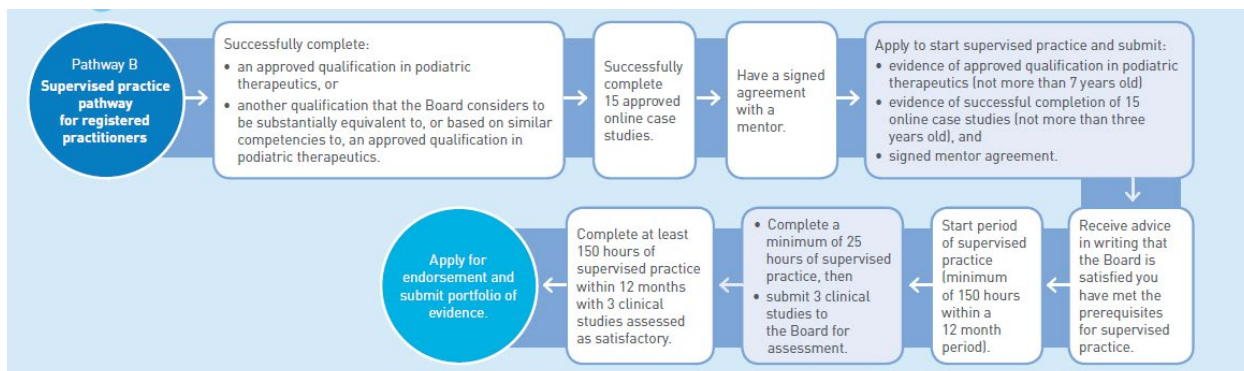 Pathway B
Supervised practice
pathway
for registered
practitioners
Successfully complete:
• an approved qualification in podiatric
therapeutics, or
• another qualification that the Board considers to
be substantially equivalent to, or based on similar
competencies to, an approved qualification in
podiatric therapeutics.
Successfully
complete
15 approved
online case
studies.
Have a signed
agreement
with a
mentor.
Apply to start supervised practice and submit:
• evidence of approved qualification in podiatric
therapeutics (not more than 7 years old)
• evidence of successful completion of 15
online case studies (not more than three
years old), and
• signed mentor agreement.
Receive advice
in writing that
the Board is
satisfied you
have met the
prerequisites
for supervised
practice.
Start period
of supervised
practice
(minimum
of 150 hours
within a
12 month
period).
• Complete a
minimum of 25
hours of supervised
practice, then
• submit 3 clinical
studies to
the Board for
assessment.
Complete at least
150 hours of
supervised practice
within 12 months
with 3 clinical
studies assessed
as satisfactory.
Apply for
endorsement and
submit portfolio of
evidence.